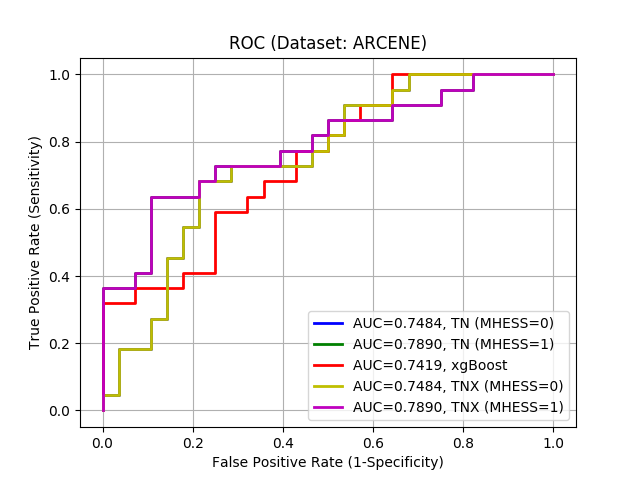 ROC (Dataset: ARCENE)
True Positive Rate (Sensitivity)
1.0
0.8
0.6
0.4
0.2
0.0
AUC=0.7484, TN (MHESS=0)
AUC=0.7890, TN (MHESS=1)
AUC=0.7419, xgBoost
AUC=0.7484, TNX (MHESS=0)
AUC=0.7890, TNX (MHESS=1)
0.0 0.2 0.4 0.6 0.8 1.0
False Positive Rate (1-Specificity)